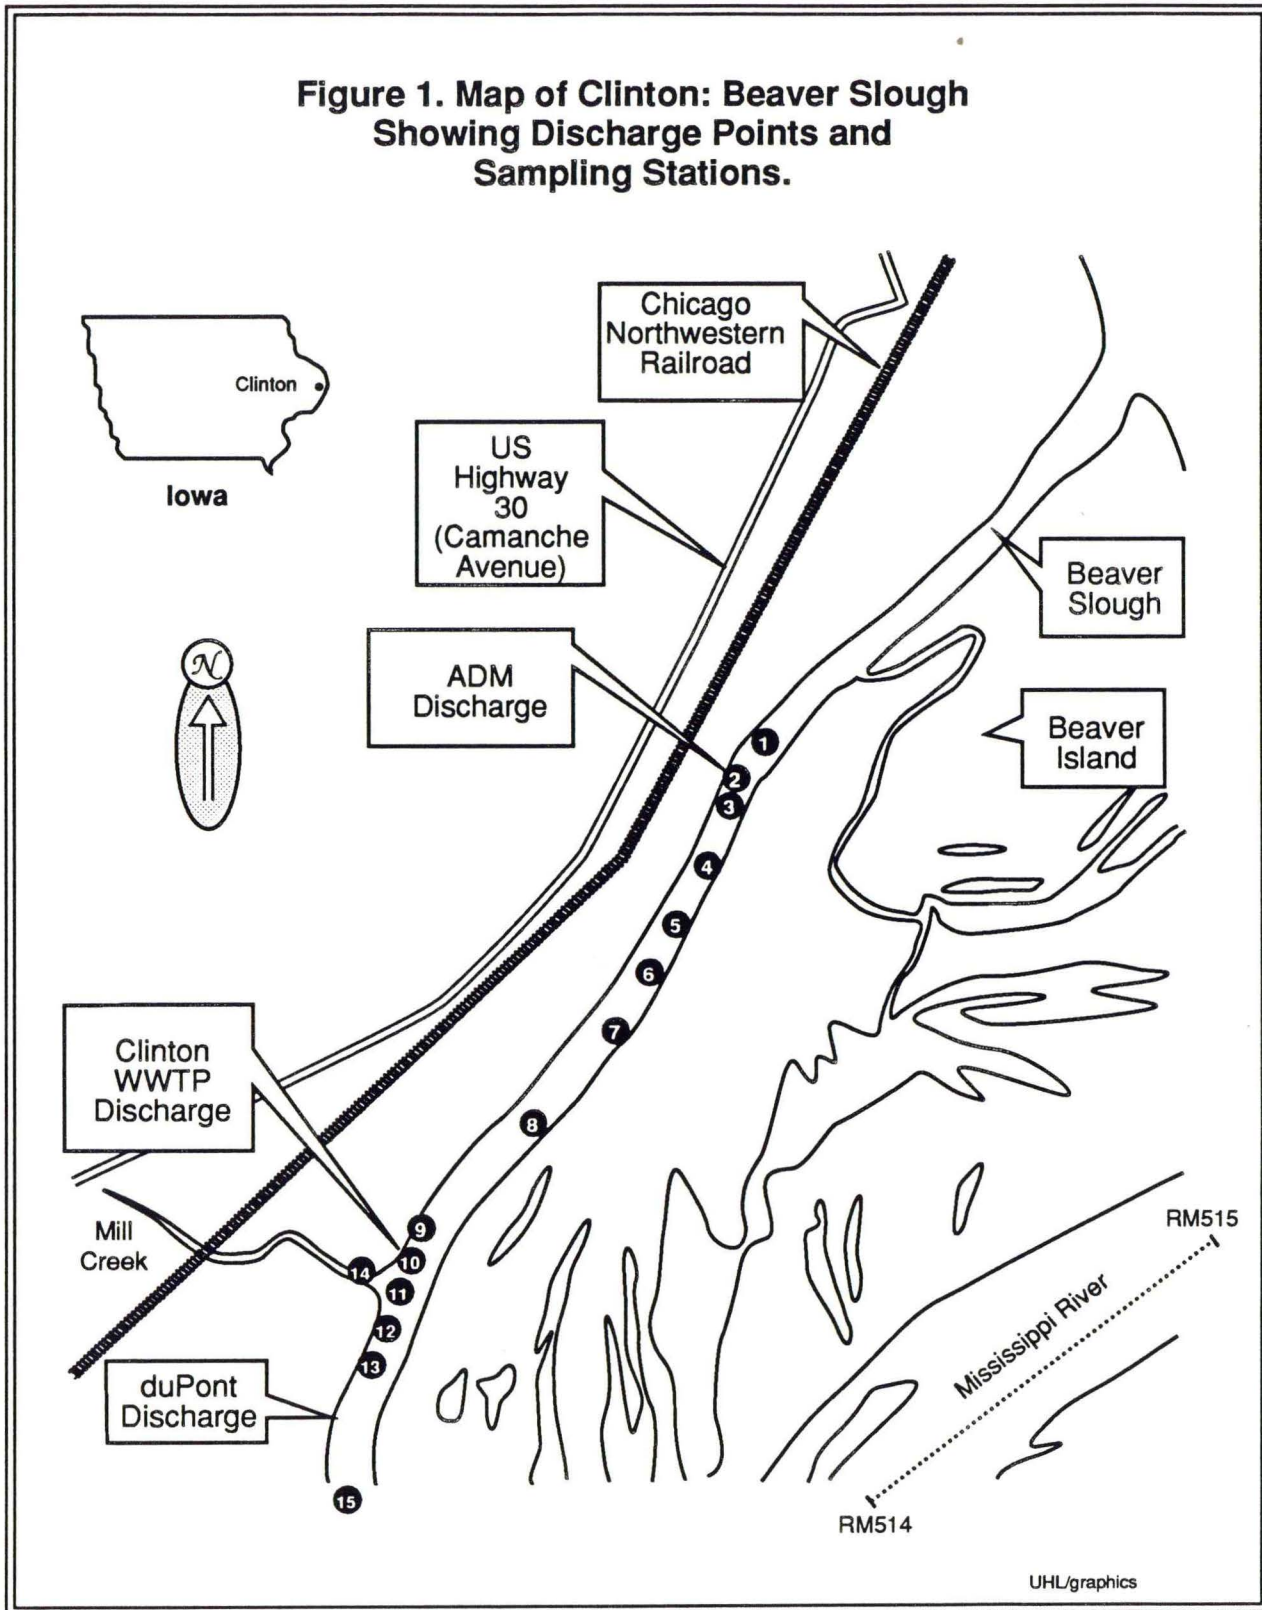 Figure 1. Map of Clinton: Beaver Slough
Showing Discharge Points and
Sampling Stations.
Chicago
Northwestern
Railroad
Clinton
Iowa
US
Highway
30
(Camanche
Avenue)
Beaver
Slough
N
ADM
Discharge
Beaver
Island
1
2
3
4
5
6
7
8
Clinton
WWTP
Discharge
Mill
Creek
9
10
14
11
12
13
duPont
Discharge
15
RM515
Mississippi River
RM514
UHL/graphics